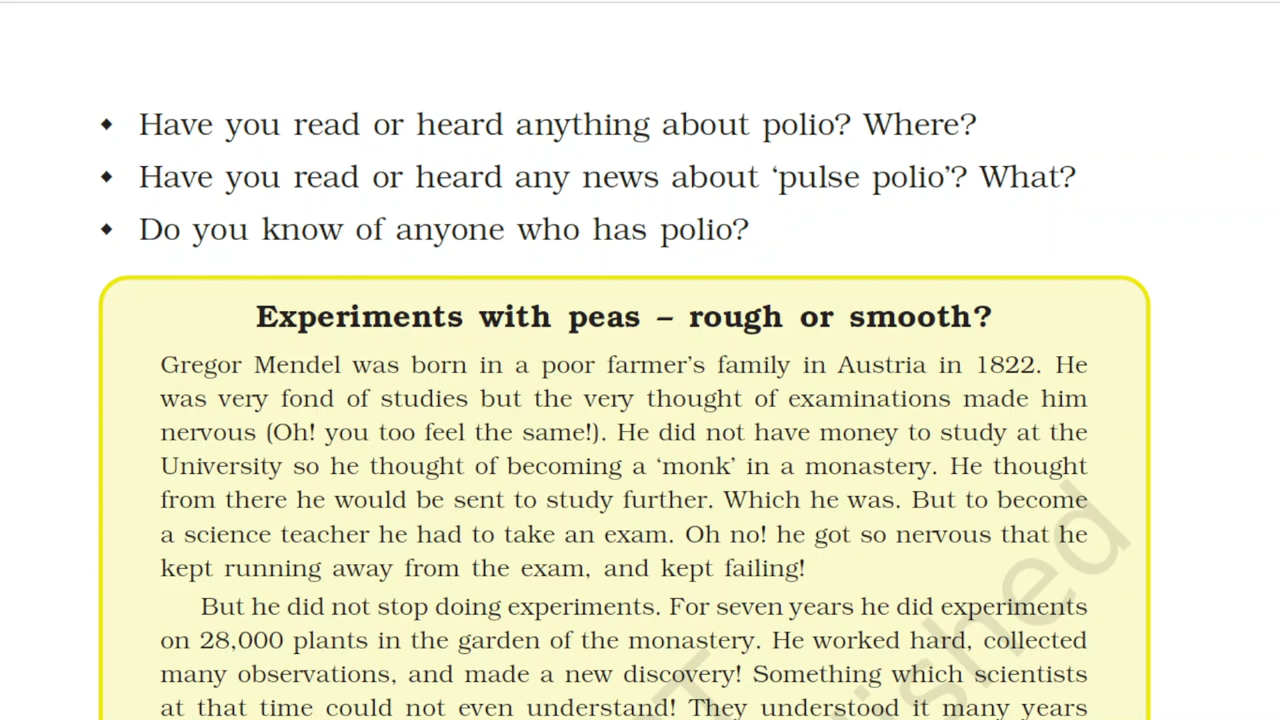 ◆ Have you read or heard anything about polio? Where?
◆ Have you read or heard any news about ‘pulse polio’? What?
◆ Do you know of anyone who has polio?
Experiments with peas – rough or smooth?
Gregor Mendel was born in a poor farmer’s family in Austria in 1822. He
was very fond of studies but the very thought of examinations made him
nervous (Oh! you too feel the same!). He did not have money to study at the
University so he thought of becoming a ‘monk’ in a monastery. He thought
from there he would be sent to study further. Which he was. But to become
a science teacher he had to take an exam. Oh no! he got so nervous that he
kept running away from the exam, and kept failing!
But he did not stop doing experiments. For seven years he did experiments
on 28,000 plants in the garden of the monastery. He worked hard, collected
many observations, and made a new discovery! Something which scientists
at that time could not even understand! They understood it many years